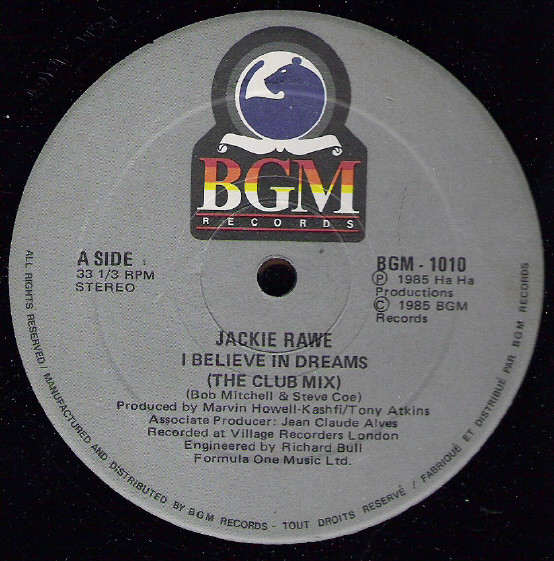 BGM
RECORDS
A SIDE
33 1/3 RPM
STEREO
BGM - 1010
Ⓟ 1985 Ha Ha
Productions
© 1985 BGM
Records
JACKIE RAWE
I BELIEVE IN DREAMS
(THE CLUB MIX)
(Bob Mitchell & Steve Coe)
Produced by Marvin Howell-Kashfi/Tony Atkins
Associate Producer: Jean Claude Alves
Recorded at Village Recorders London
Engineered by Richard Bull
Formula One Music Ltd.
ALL RIGHTS RESERVED/ MANUFACTURED AND DISTRIBUTED BY BGM RECORDS - TOUT DROITS RESERVÉ / FABRIQUÉ ET DISTRIBUÉ PAR BGM RECORDS